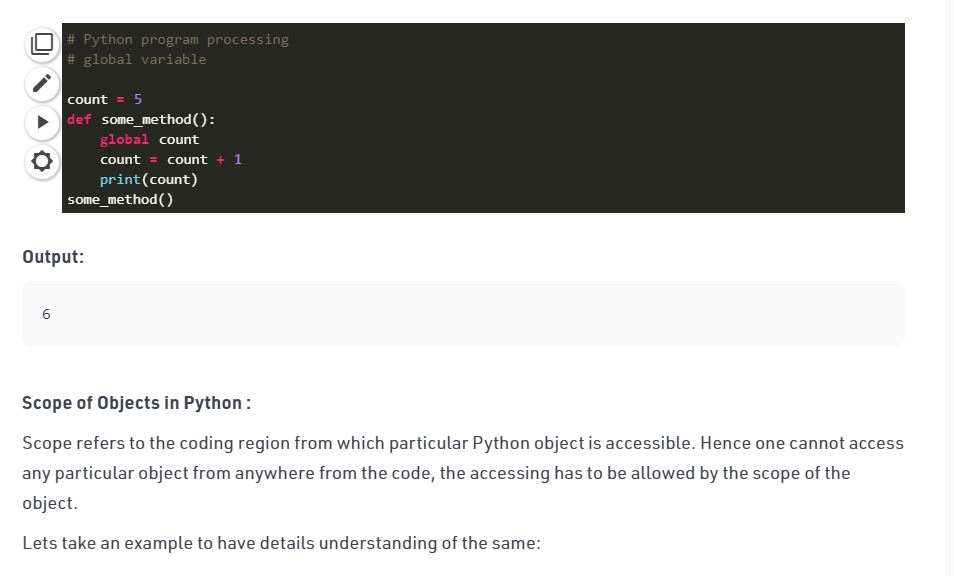 # Python program processing
# global variable
count = 5
def some_method():
    global count
    count = count + 1
    print(count)
some_method()
Output:
6
Scope of Objects in Python :
Scope refers to the coding region from which particular Python object is accessible. Hence one cannot access
any particular object from anywhere from the code, the accessing has to be allowed by the scope of the
object.
Lets take an example to have details understanding of the same: